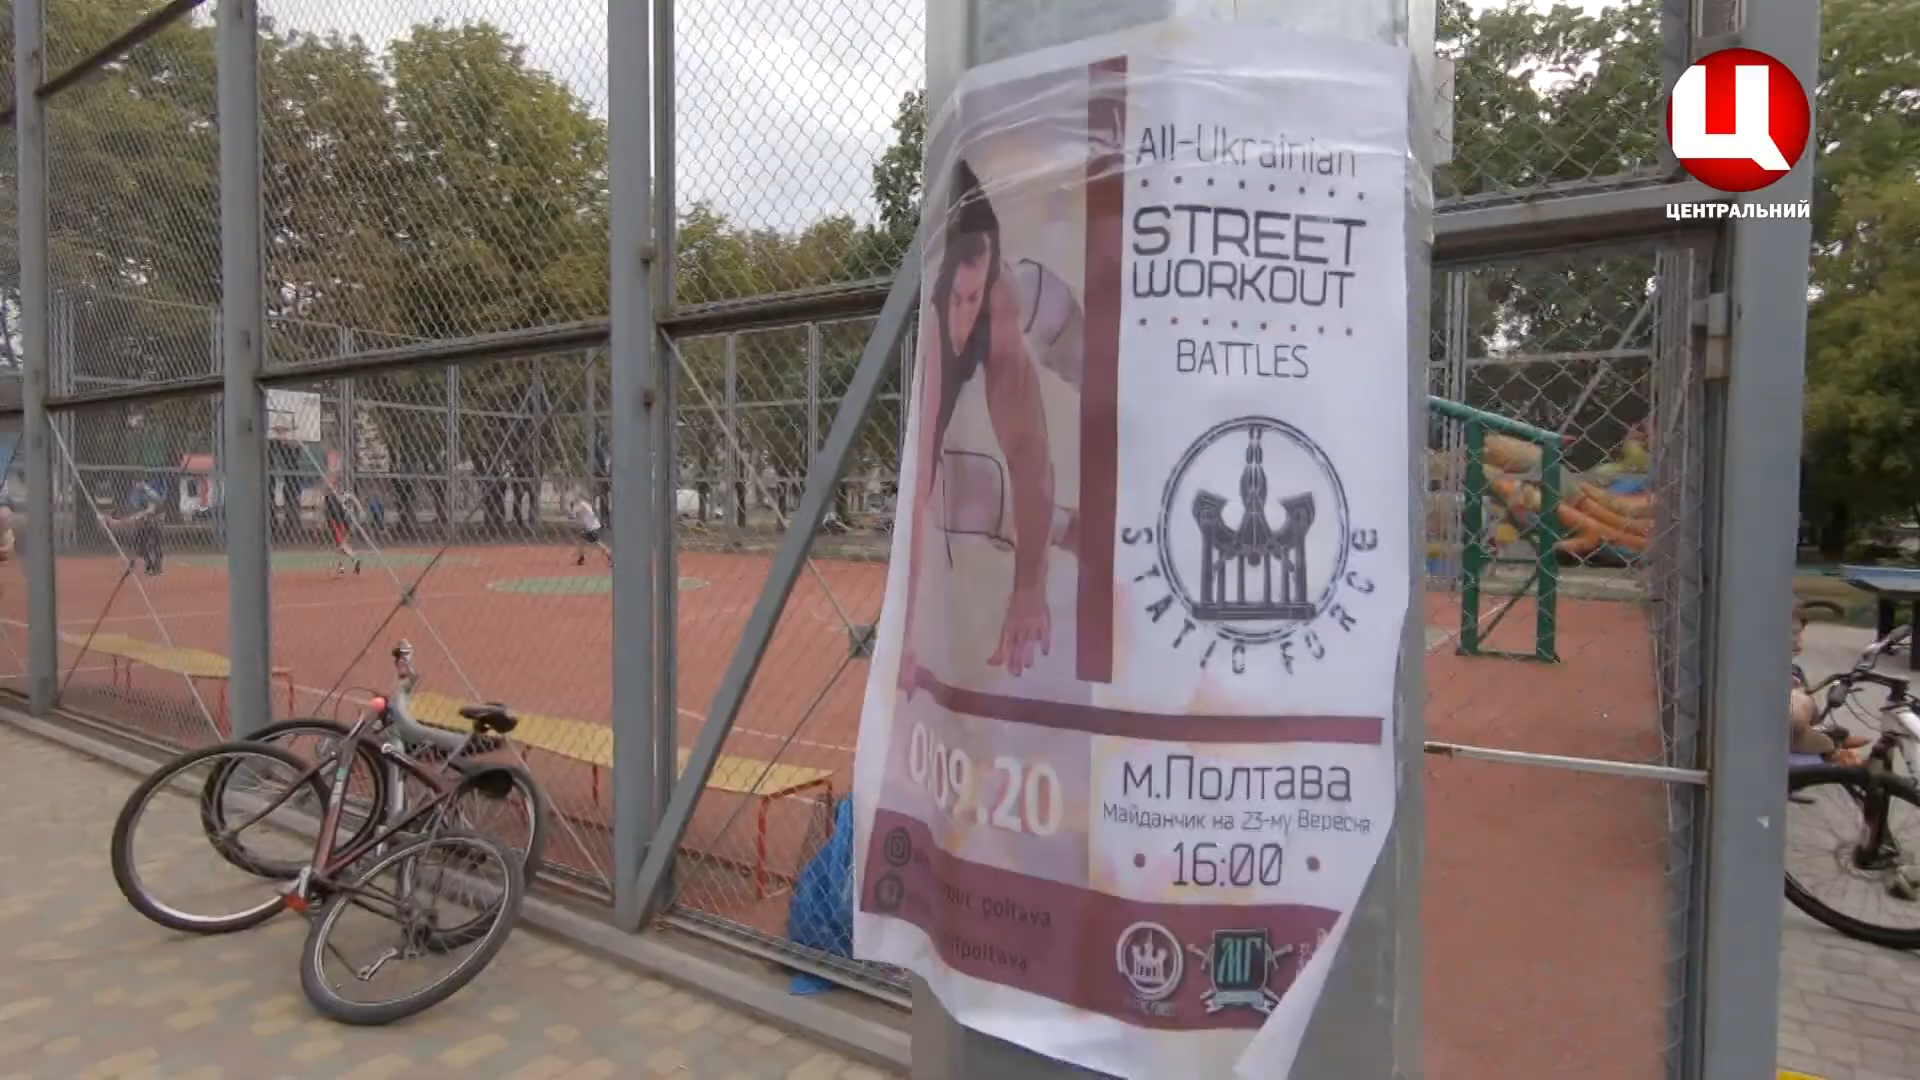 All-Ukrainian
STREET
WORKOUT
BATTLES
STATIC FORCE
09.20
м.Полтава
Майданчик на 23-му Вересня
16:00
poltava
МГ
Ц
ЦЕНТРАЛЬНИЙ